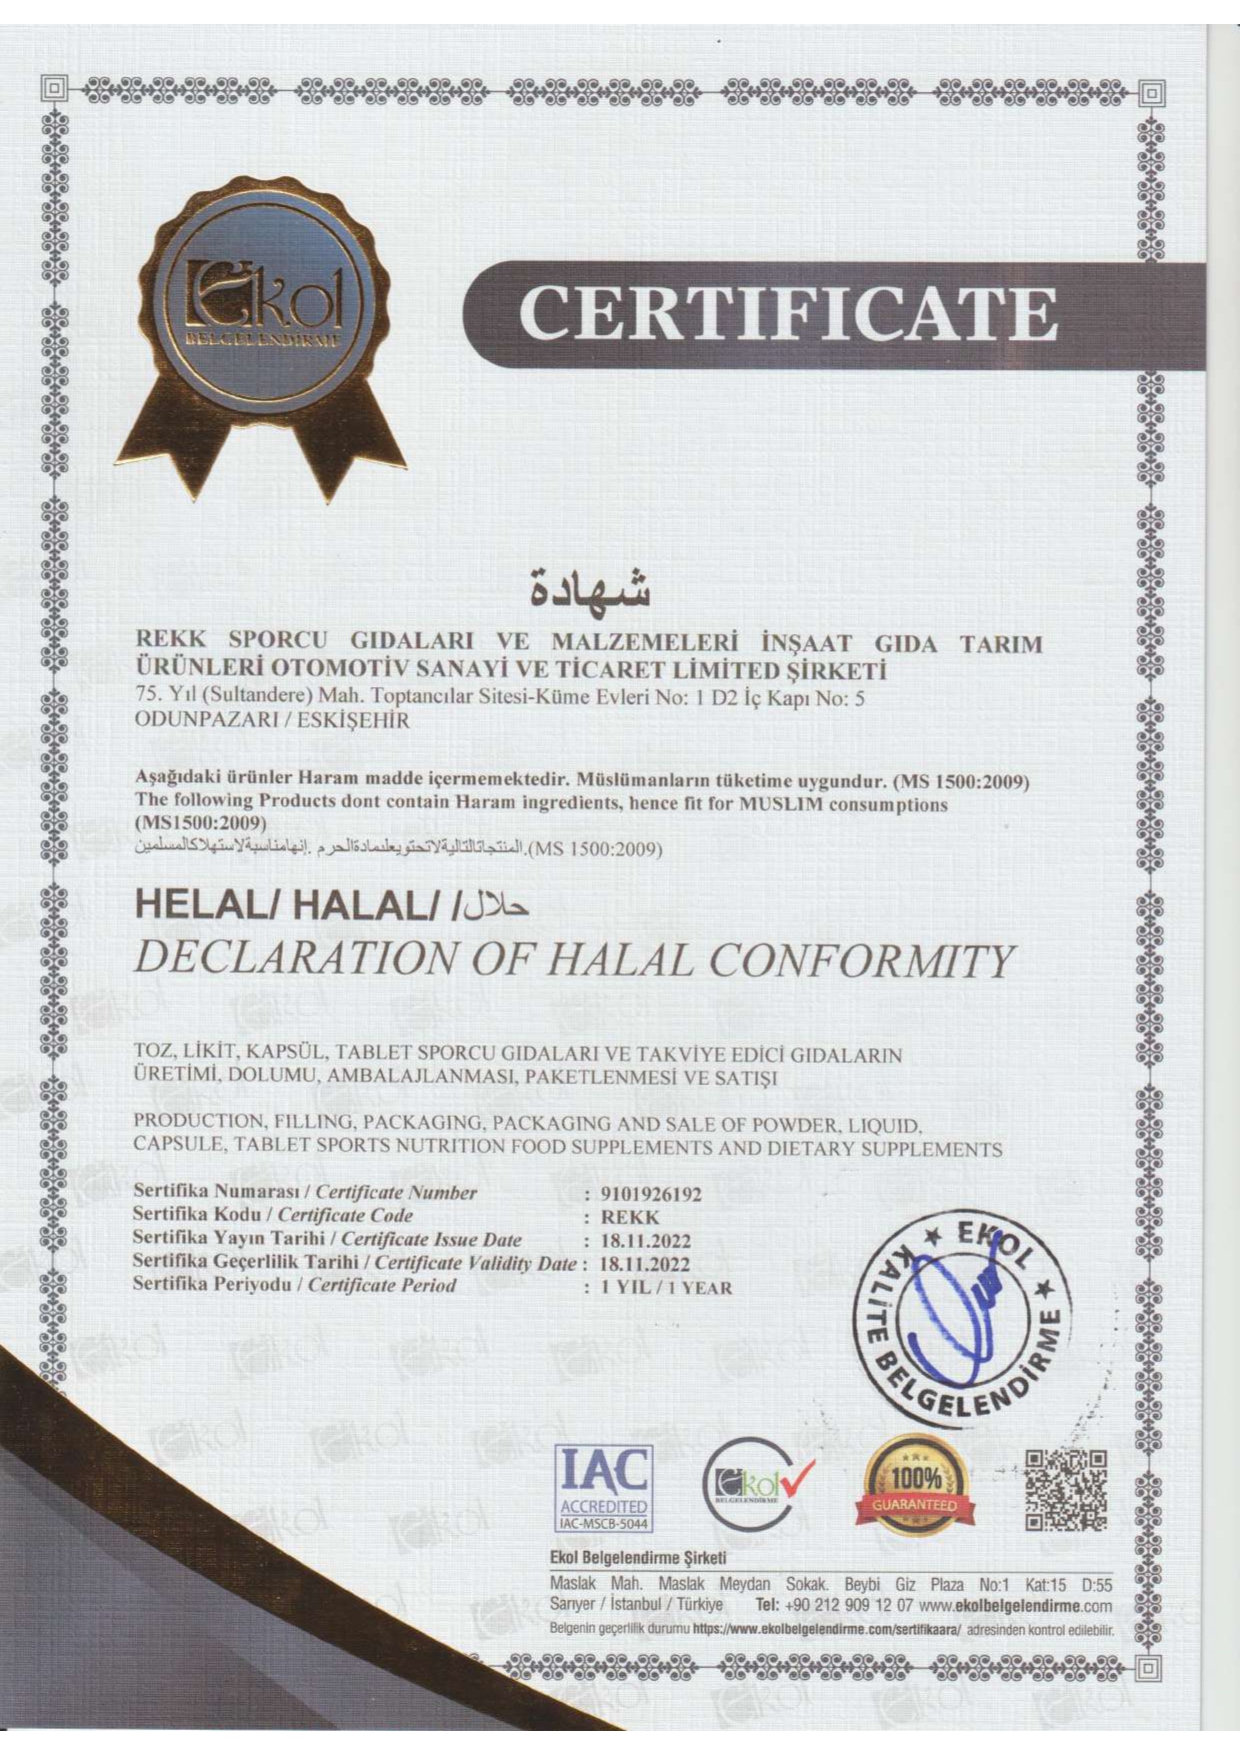 Ekol
BELGELENDİRME
CERTIFICATE
شهادة
REKK SPORCU GIDALARI VE MALZEMELERİ İNŞAAT GIDA TARIM
ÜRÜNLERİ OTOMOTİV SANAYİ VE TİCARET LİMİTED ŞİRKETİ
75. Yıl (Sultandere) Mah. Toptancılar Sitesi-Küme Evleri No: 1 D2 İç Kapı No: 5
ODUNPAZARI / ESKİŞEHİR
Aşağıdaki ürünler Haram madde içermemektedir. Müslümanların tüketime uygundur. (MS 1500:2009)
The following Products dont contain Haram ingredients, hence fit for MUSLIM consumptions
(MS1500:2009)
المنتجاتالتاليةلاتحتويعلىمادةالحرم .إنهامناسبةلاستهلاكالمسلمين.(MS 1500:2009)
HELAL/ HALAL/ /حلال
DECLARATION OF HALAL CONFORMITY
TOZ, LİKİT, KAPSÜL, TABLET SPORCU GIDALARI VE TAKVİYE EDİCİ GIDALARIN
ÜRETİMİ, DOLUMU, AMBALAJLANMASI, PAKETLENMESİ VE SATIŞI
PRODUCTION, FILLING, PACKAGING, PACKAGING AND SALE OF POWDER, LIQUID,
CAPSULE, TABLET SPORTS NUTRITION FOOD SUPPLEMENTS AND DIETARY SUPPLEMENTS
Sertifika Numarası / Certificate Number : 9101926192
Sertifika Kodu / Certificate Code : REKK
Sertifika Yayın Tarihi / Certificate Issue Date : 18.11.2022
Sertifika Geçerlilik Tarihi / Certificate Validity Date : 18.11.2022
Sertifika Periyodu / Certificate Period : 1 YIL / 1 YEAR
★ EKOL ★ KALİTE BELGELENDİRME
IAC
ACCREDITED
IAC-MSCB-5044
Ekol
BELGELENDİRME
100%
GUARANTEED
Ekol Belgelendirme Şirketi
Maslak Mah. Maslak Meydan Sokak. Beybi Giz Plaza No:1 Kat:15 D:55
Sarıyer / İstanbul / Türkiye Tel: +90 212 909 12 07 www.ekolbelgelendirme.com
Belgenin geçerlilik durumu https://www.ekolbelgelendirme.com/sertifikaara/ adresinden kontrol edilebilir.